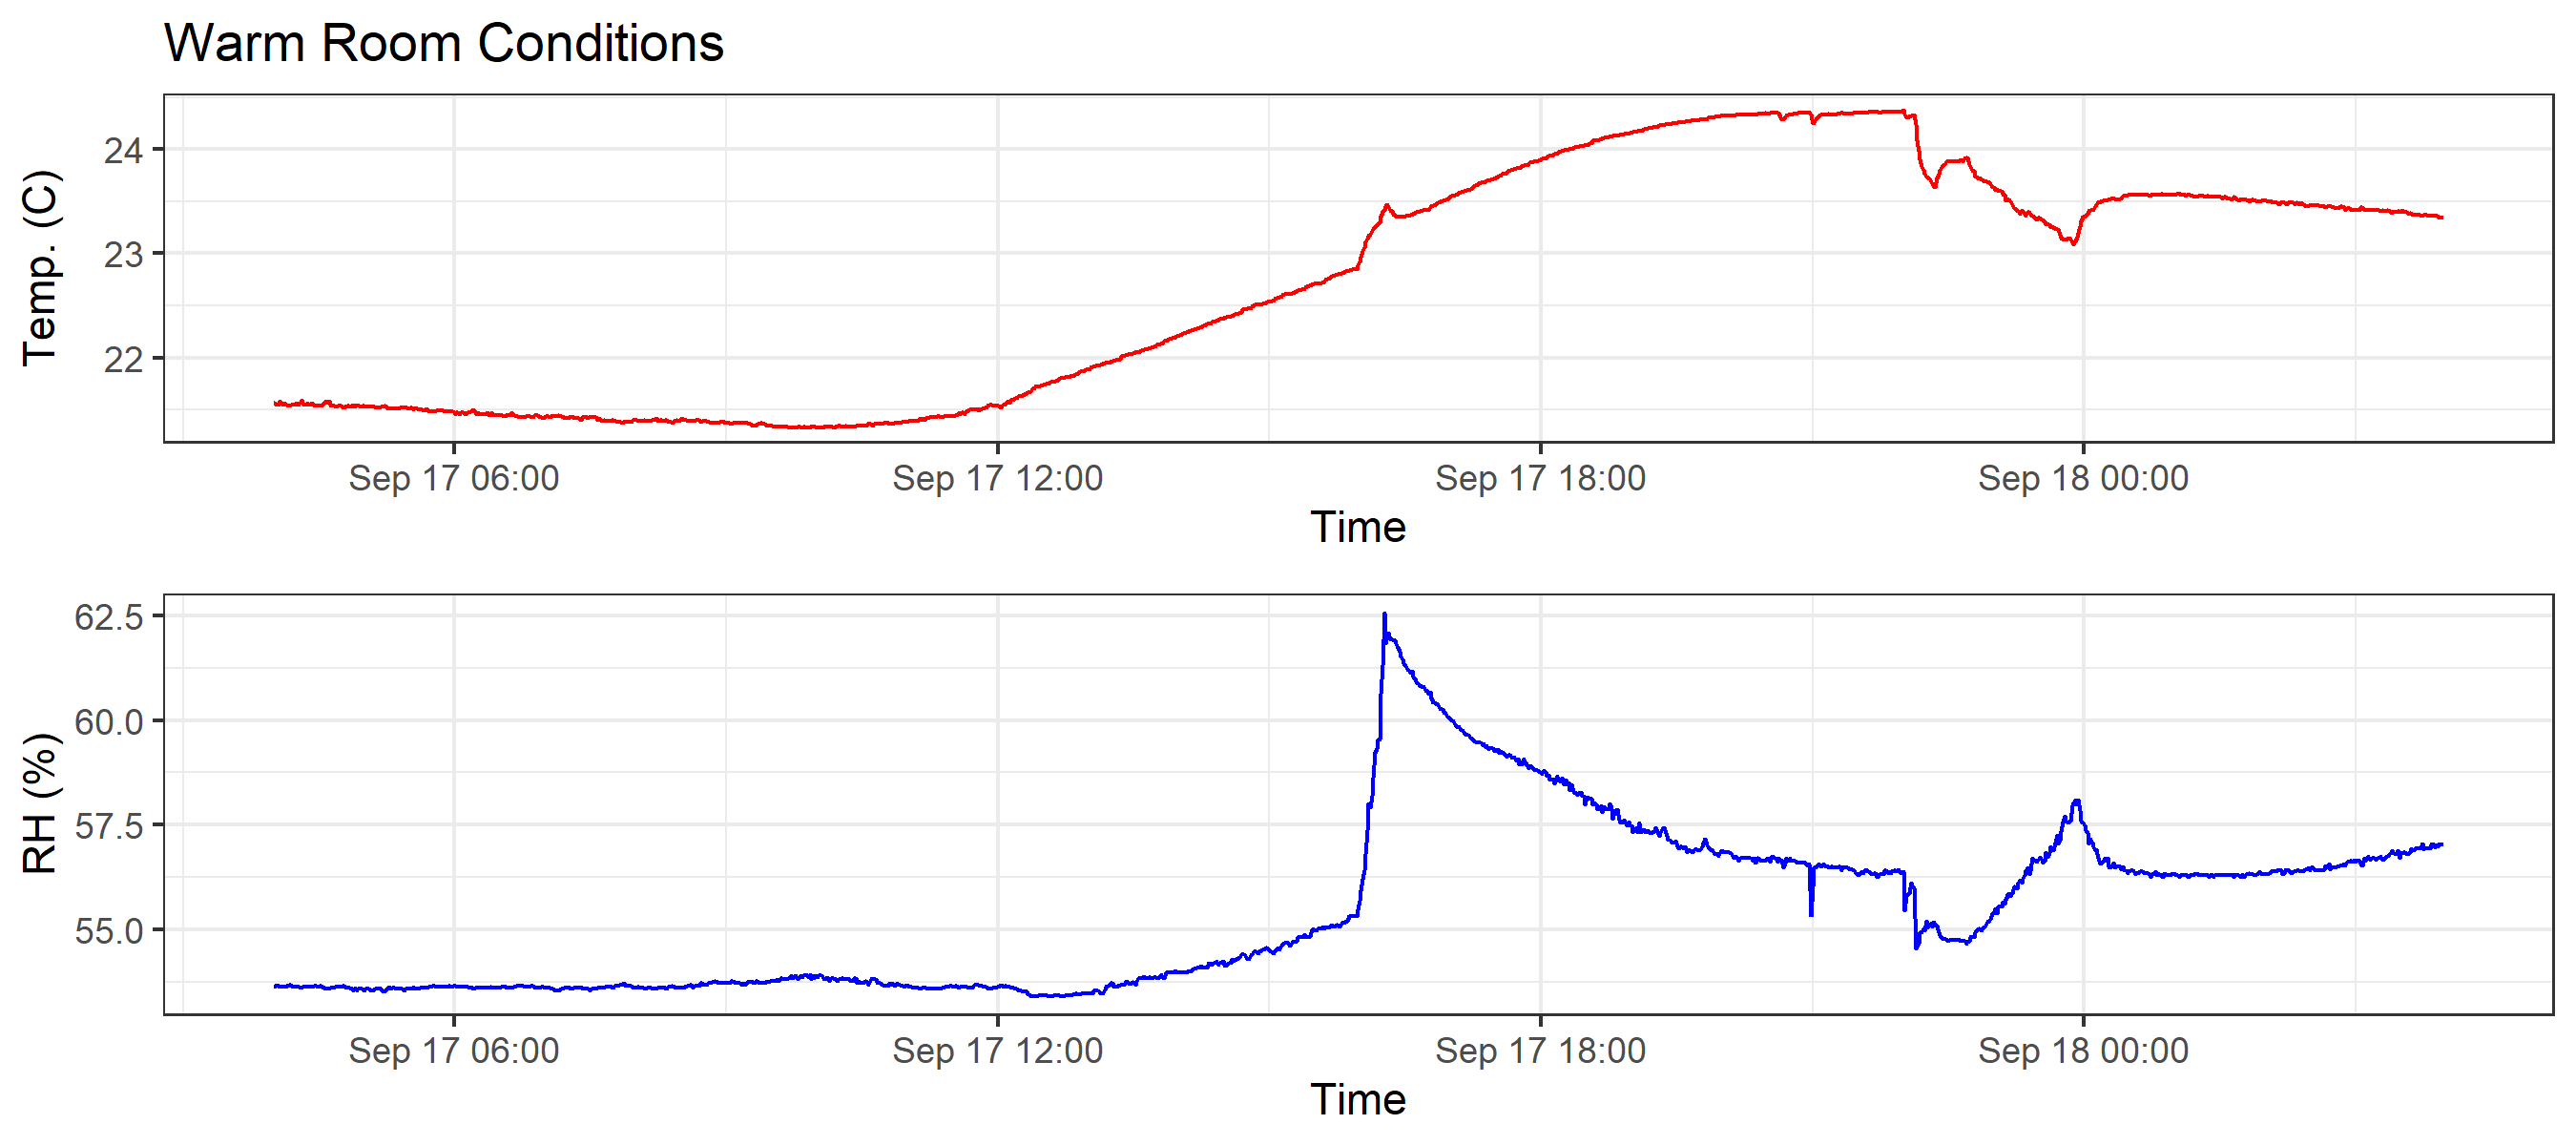 Warm Room Conditions
Temp. (C)
24
23
22
Sep 17 06:00 Sep 17 12:00 Sep 17 18:00 Sep 18 00:00
Time
RH (%)
62.5
60.0
57.5
55.0
Sep 17 06:00 Sep 17 12:00 Sep 17 18:00 Sep 18 00:00
Time